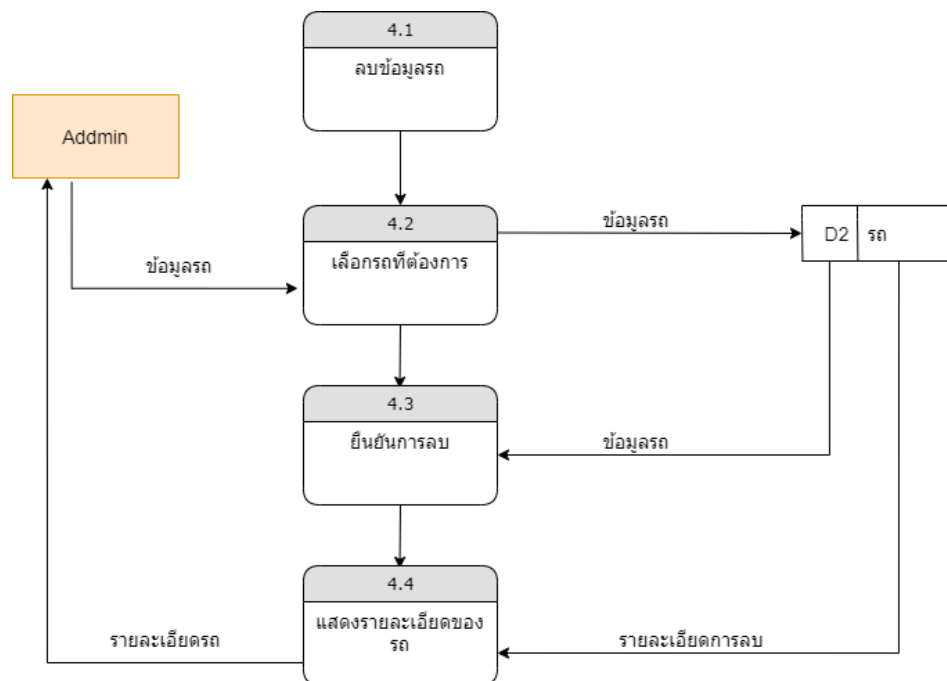 4.1
ลบข้อมูลรถ
Addmin
4.2
เลือกรถที่ต้องการ
ข้อมูลรถ
D2 รถ
ข้อมูลรถ
4.3
ยืนยันการลบ
ข้อมูลรถ
4.4
แสดงรายละเอียดของ
รถ
รายละเอียดรถ
รายละเอียดการลบ